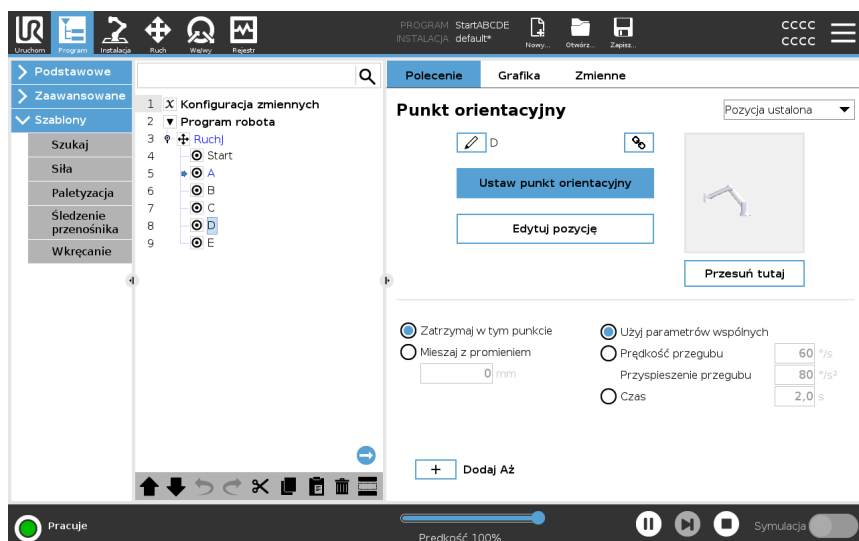 UR
Uruchom
Program
Instalacja
Ruch
We/wy
Rejestr
PROGRAM StartABCDE
INSTALACJA default*
Nowy...
Otwórz...
Zapisz...
CCCC
CCCC
Podstawowe
Zaawansowane
Szablony
Szukaj
Siła
Paletyzacja
Śledzenie
przenośnika
Wkręcanie
1 X Konfiguracja zmiennych
2 Program robota
3 RuchJ
4 Start
5 A
6 B
7 C
8 D
9 E
Polecenie
Grafika
Zmienne
Punkt orientacyjny
Pozycja ustalona
D
Ustaw punkt orientacyjny
Edytuj pozycję
Przesuń tutaj
Zatrzymaj w tym punkcie
Mieszaj z promieniem
0 mm
Użyj parametrów wspólnych
Prędkość przegubu 60 °/s
Przyspieszenie przegubu 80 °/s²
Czas 2,0 s
+ Dodaj Aż
Pracuje
Prędkość 100%
Symulacja